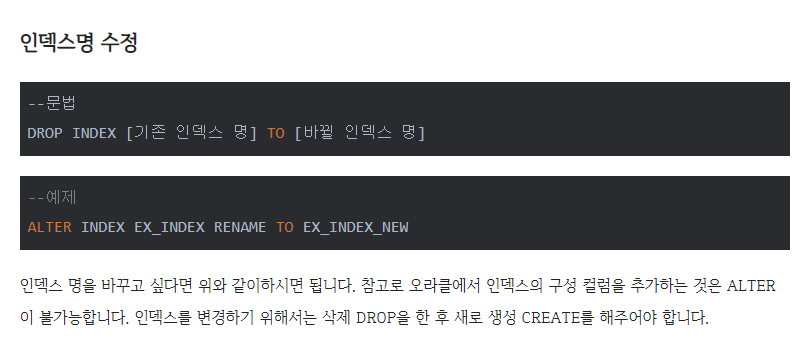 인덱스명 수정
--문법
DROP INDEX [기존 인덱스 명] TO [바뀔 인덱스 명]
--예제
ALTER INDEX EX_INDEX RENAME TO EX_INDEX_NEW
인덱스 명을 바꾸고 싶다면 위와 같이하시면 됩니다. 참고로 오라클에서 인덱스의 구성 컬럼을 추가하는 것은 ALTER
이 불가능합니다. 인덱스를 변경하기 위해서는 삭제 DROP을 한 후 새로 생성 CREATE를 해주어야 합니다.